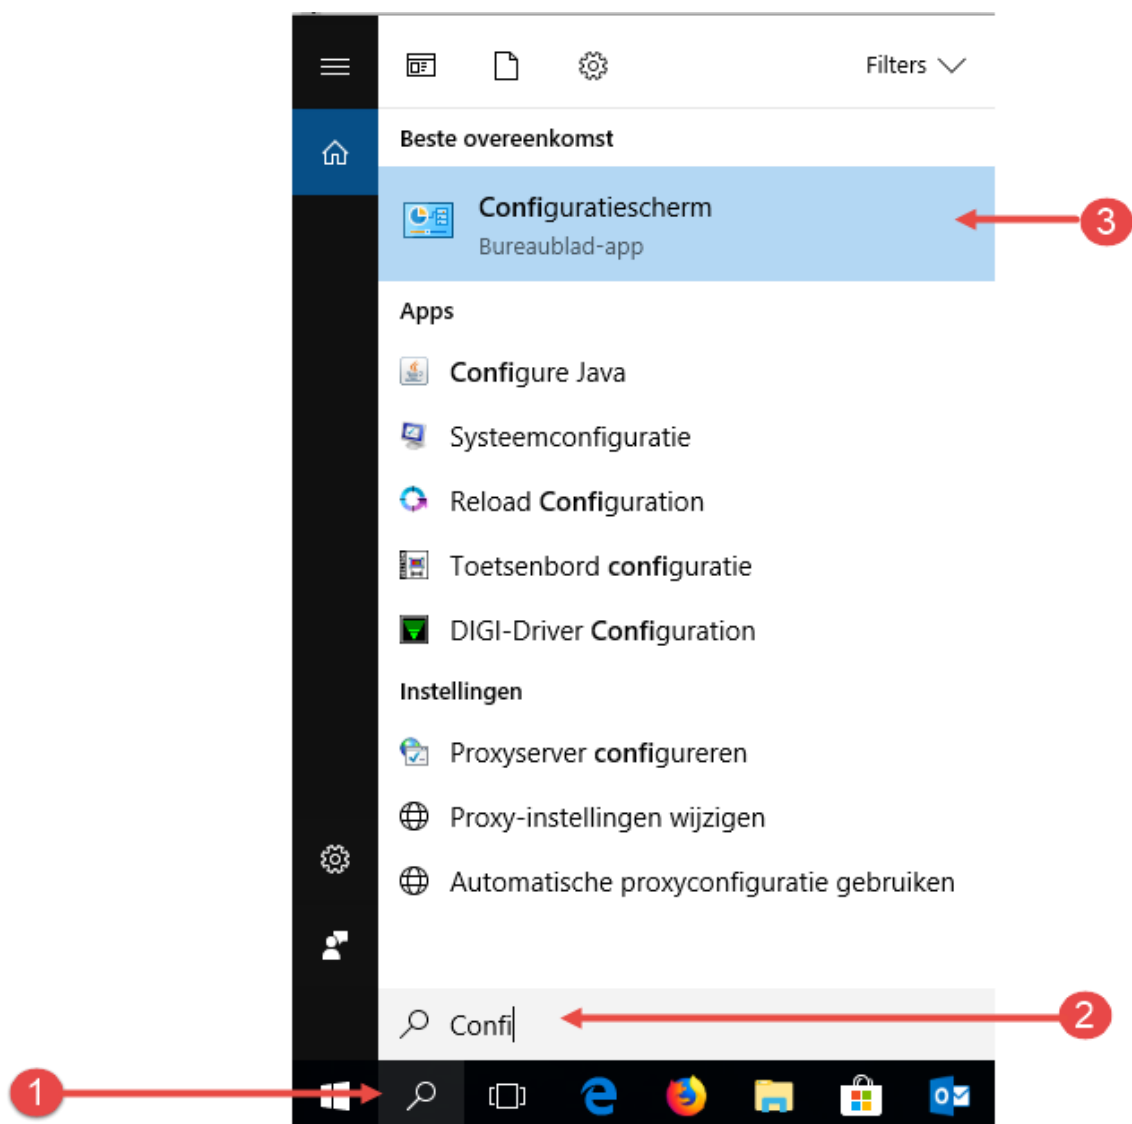 Filters
Beste overeenkomst
Configuratiescherm
Bureaublad-app
3
Apps
Configure Java
Systeemconfiguratie
Reload Configuration
Toetsenbord configuratie
DIGI-Driver Configuration
Instellingen
Proxyserver configureren
Proxy-instellingen wijzigen
Automatische proxyconfiguratie gebruiken
Confi
2
1